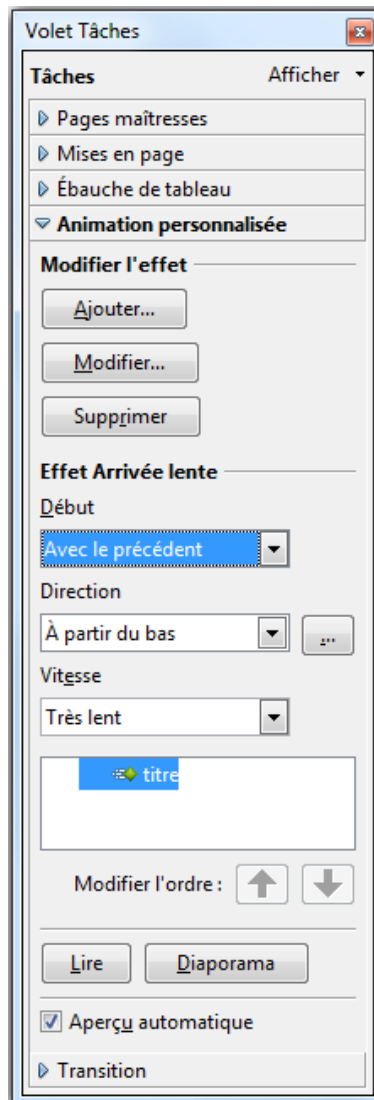 Volet Tâches
Tâches Afficher
Pages maîtresses
Mises en page
Ébauche de tableau
Animation personnalisée
Modifier l'effet
Ajouter...
Modifier...
Supprimer
Effet Arrivée lente
Début
Avec le précédent
Direction
À partir du bas ...
Vitesse
Très lent
titre
Modifier l'ordre :
Lire Diaporama
Aperçu automatique
Transition